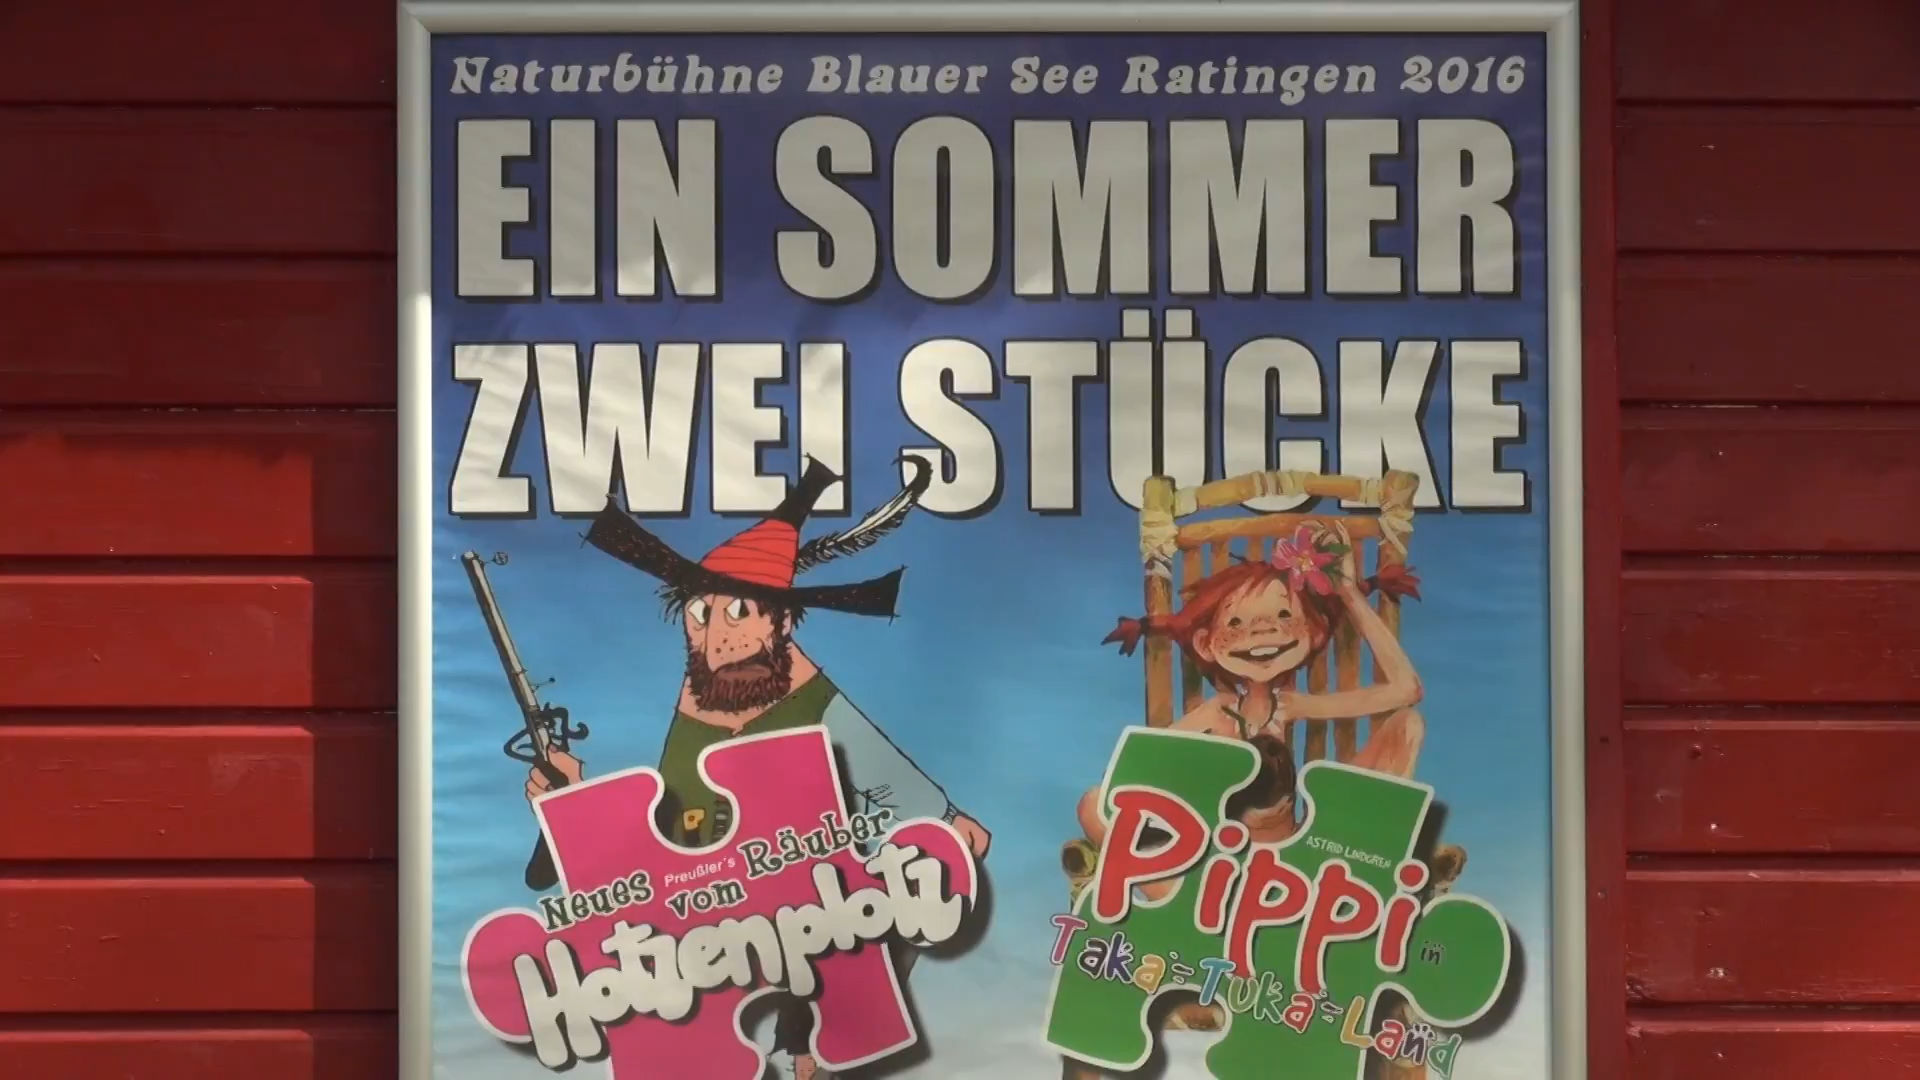 Naturbühne Blauer See Ratingen 2016
EIN SOMMER
ZWEI STÜCKE
Neues Preußler's vom Räuber
Hotzenplotz
ASTRID LINDGREN
Pippi in
Taka-Tuka-Land